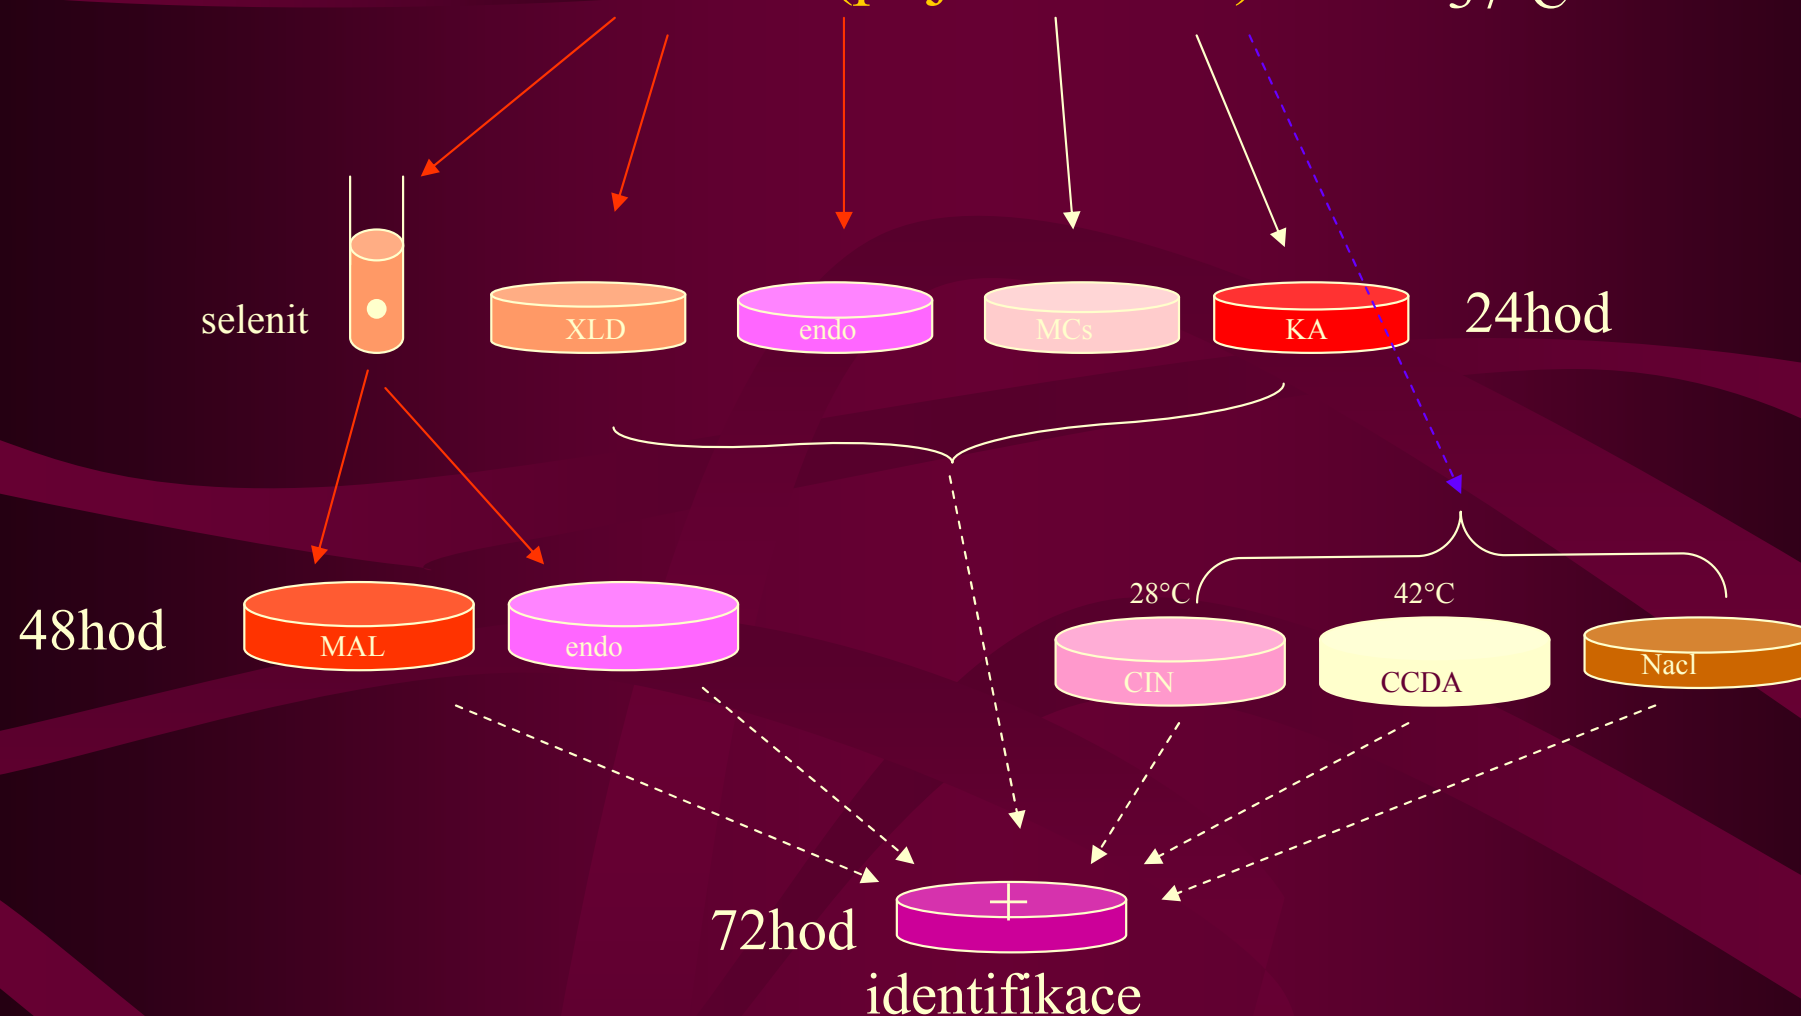 selenit
XLD
endo
MCs
KA
24hod
48hod
MAL
endo
28°C
42°C
CIN
CCDA
Nacl
72hod
identifikace